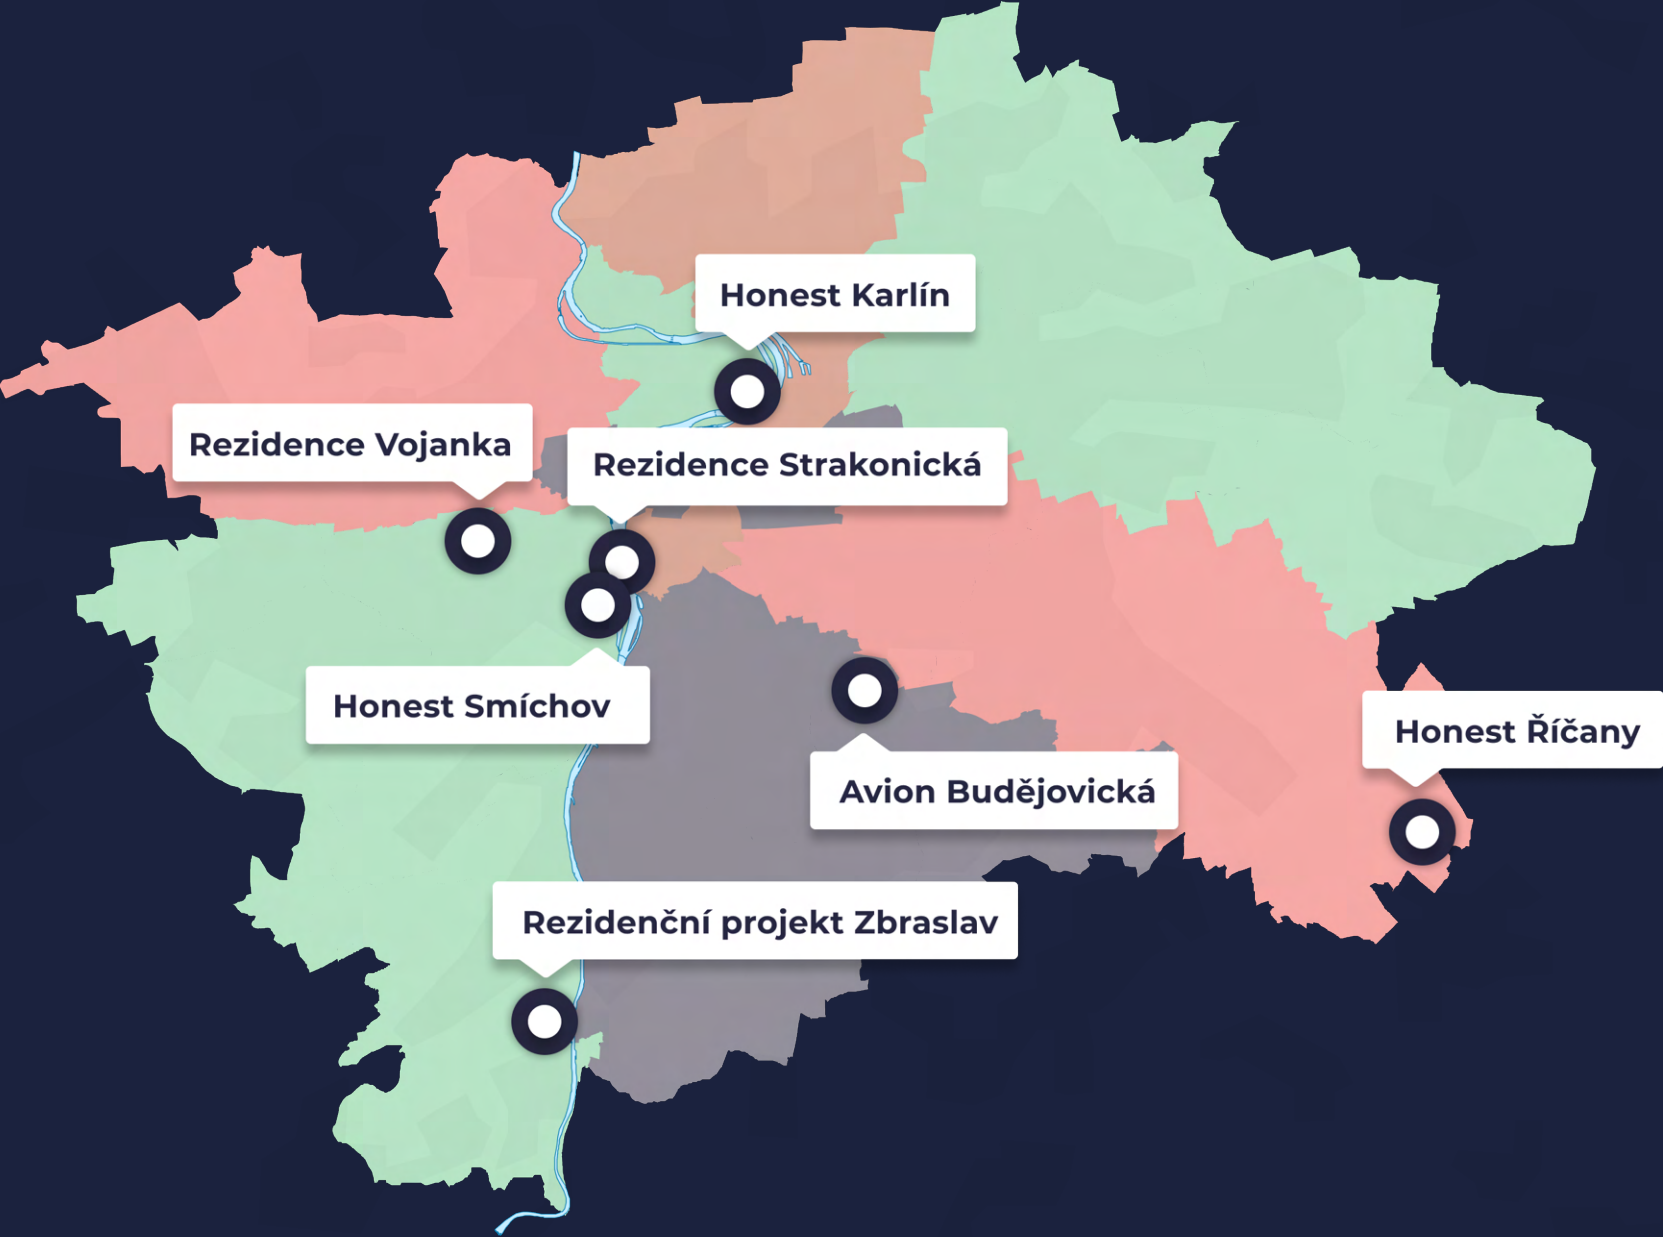 Honest Karlín
Rezidence Vojanka
Rezidence Strakonická
Honest Smíchov
Honest Říčany
Avion Budějovická
Rezidenční projekt Zbraslav